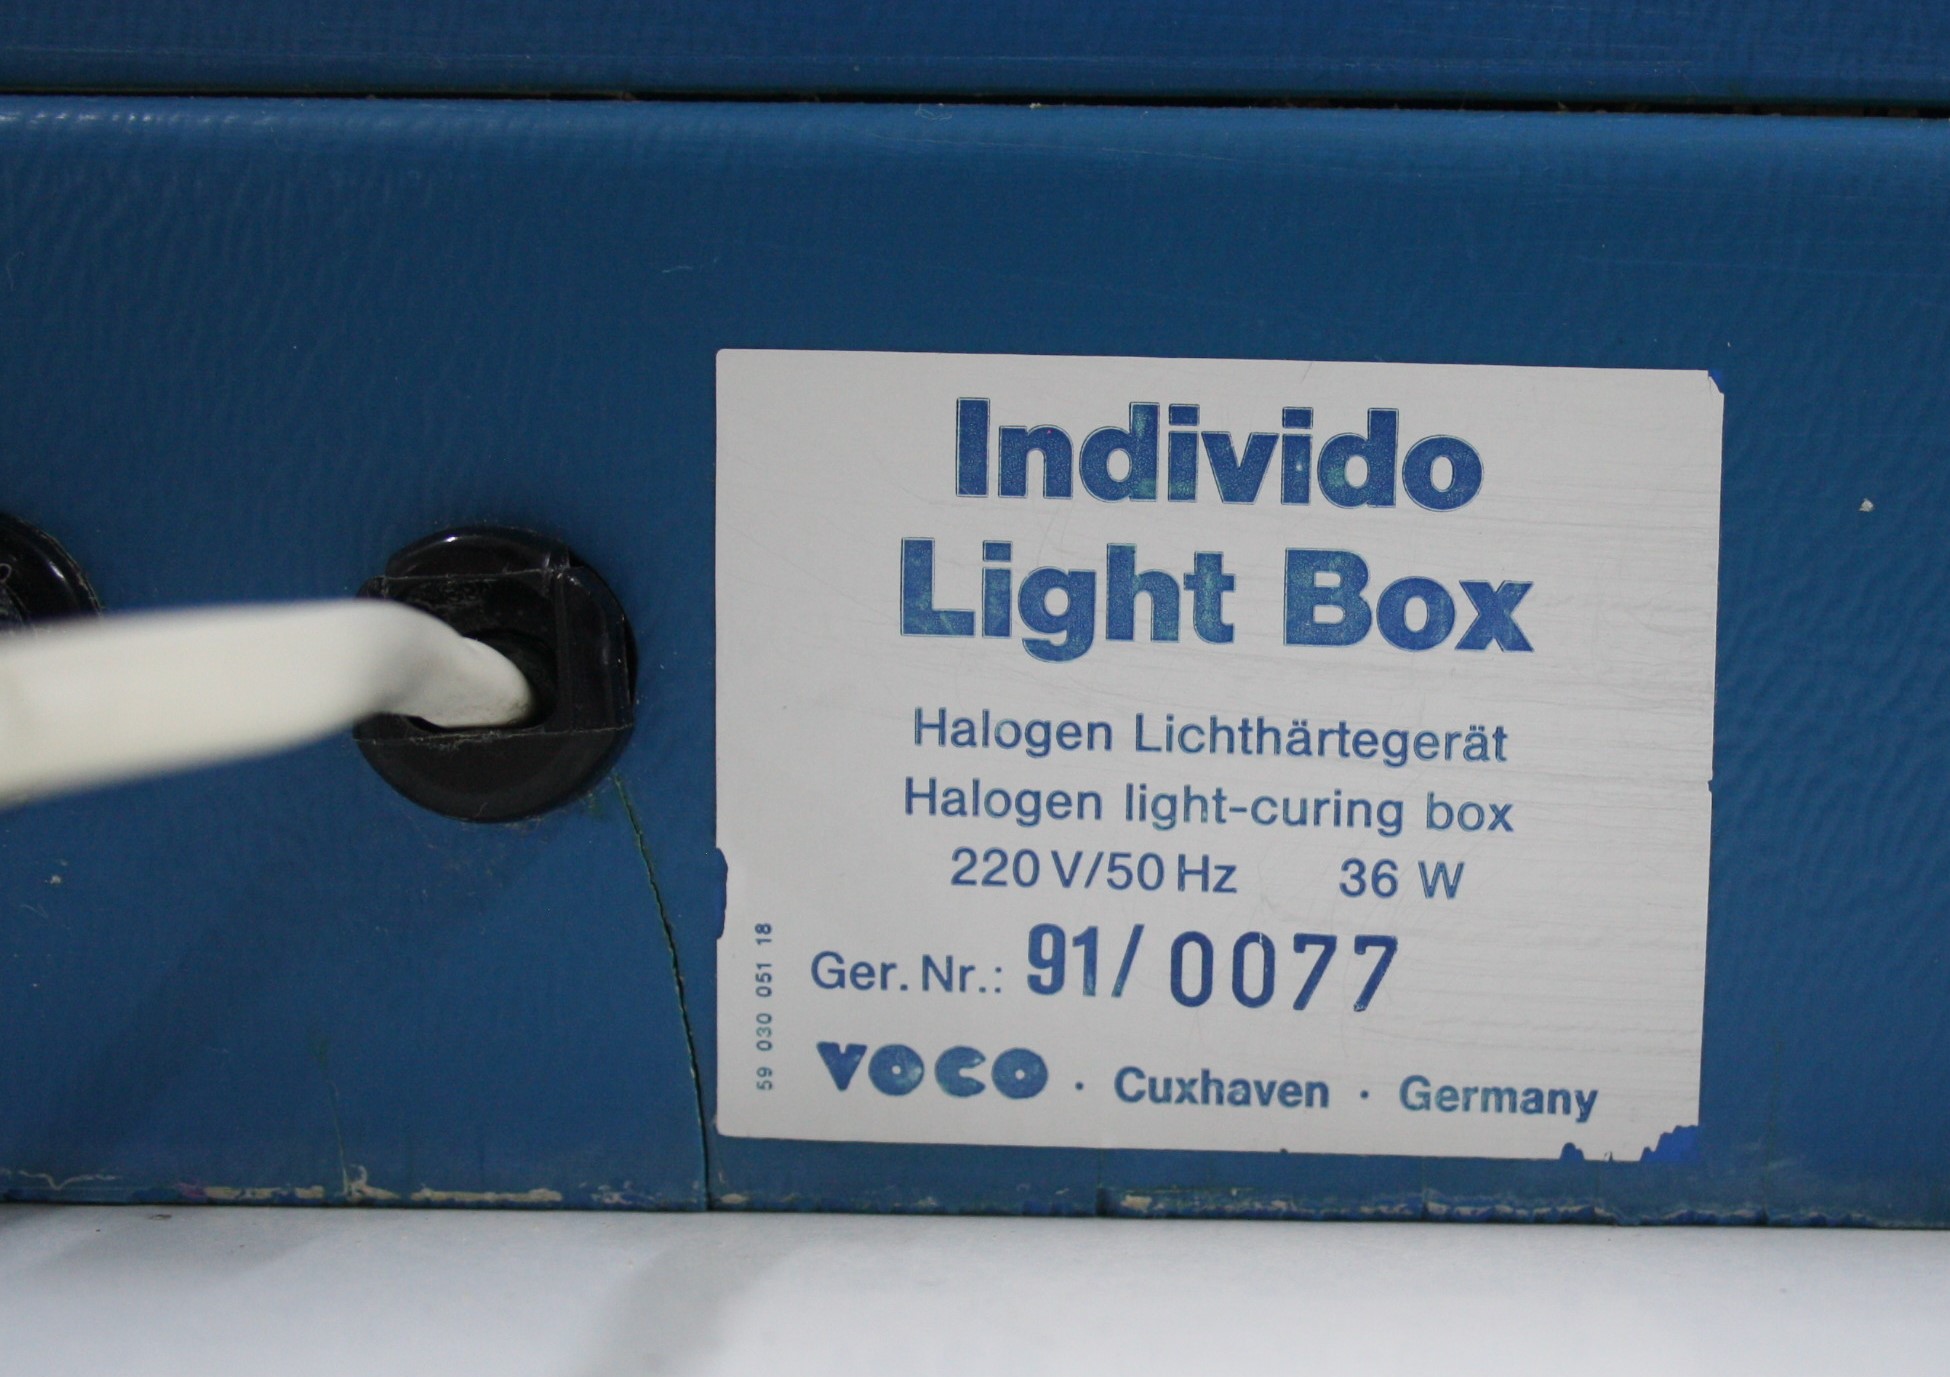 Individo
Light Box
Halogen Lichthärtegerät
Halogen light-curing box
220 V/50 Hz 36 W
Ger. Nr.: 91/0077
59 030 051 18
VOCO · Cuxhaven · Germany